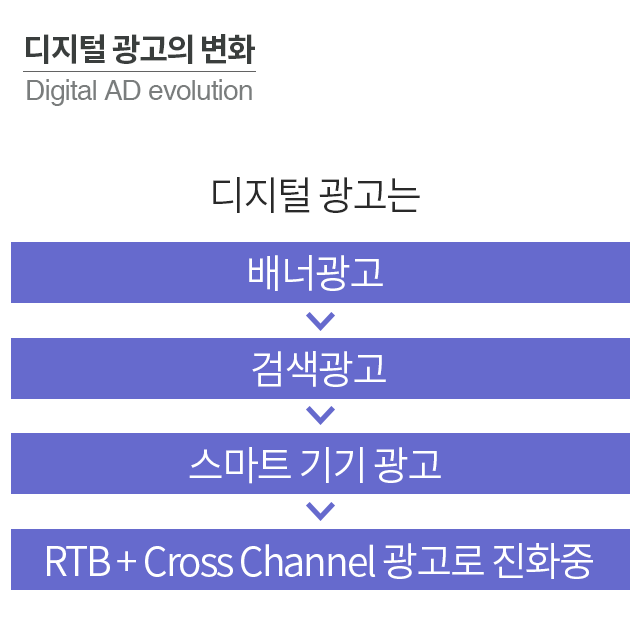 디지털 광고의 변화
Digital AD evolution
디지털 광고는
배너광고
검색광고
스마트 기기 광고
RTB + Cross Channel 광고로 진화중